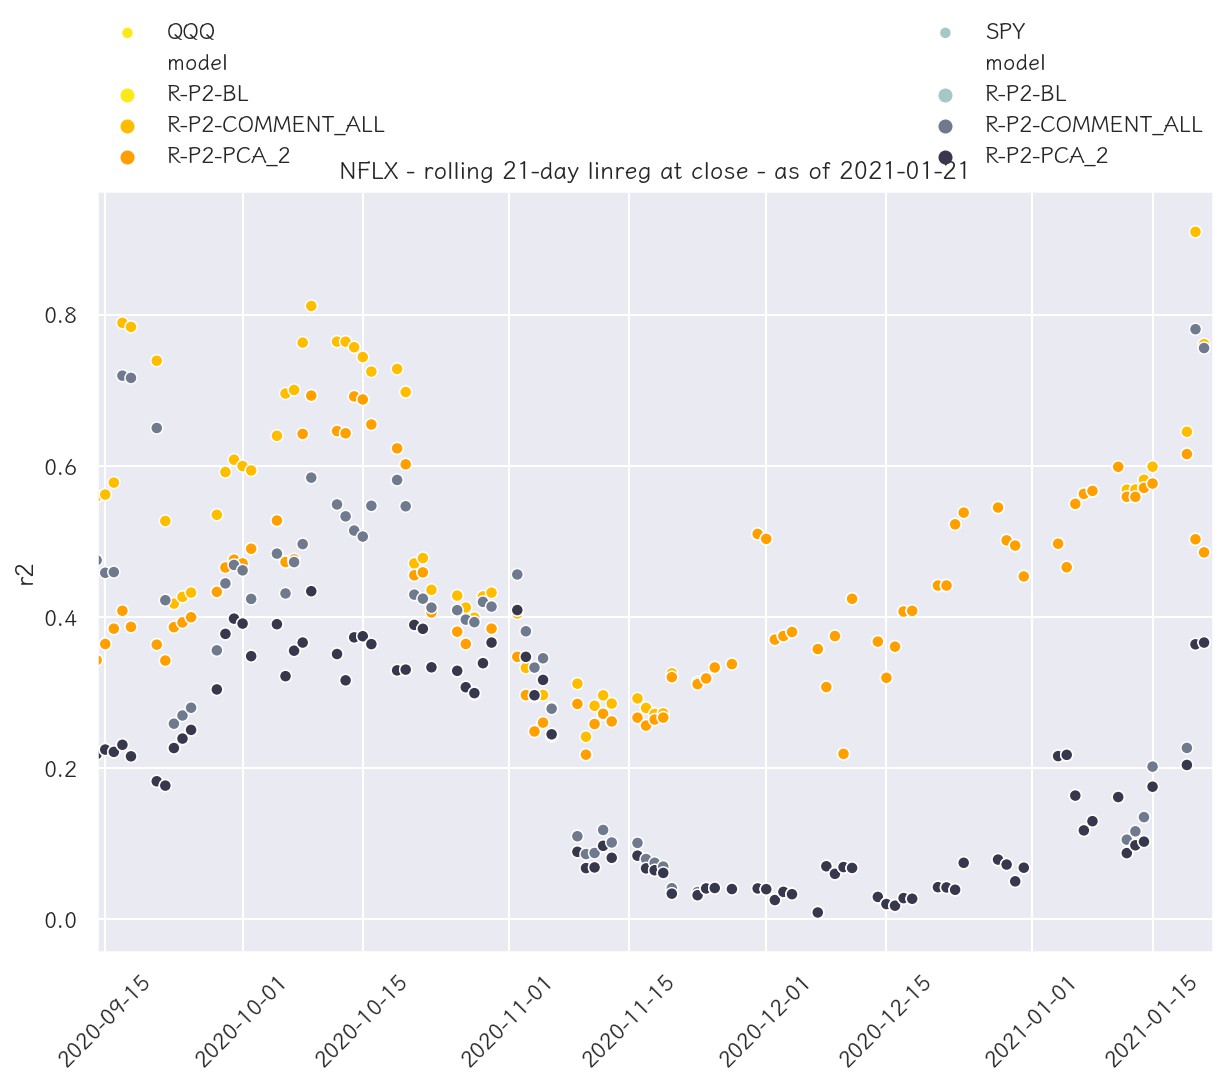 QQQ
model
R-P2-BL
R-P2-COMMENT_ALL
R-P2-PCA_2
SPY
model
R-P2-BL
R-P2-COMMENT_ALL
R-P2-PCA_2
NFLX - rolling 21-day linreg at close - as of 2021-01-21
r2
0.8
0.6
0.4
0.2
0.0
2020-09-15
2020-10-01
2020-10-15
2020-11-01
2020-11-15
2020-12-01
2020-12-15
2021-01-01
2021-01-15